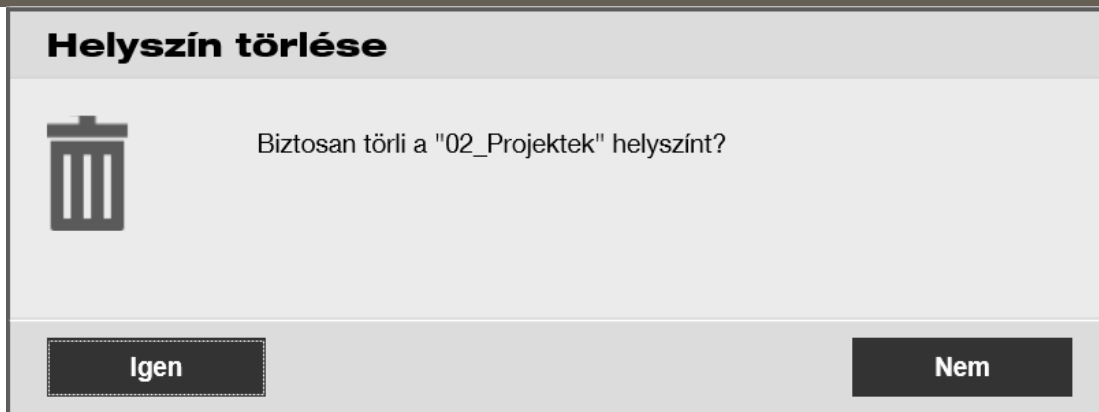 Helyszín törlése
Biztosan törli a "02_Projektek" helyszínt?
Igen
Nem